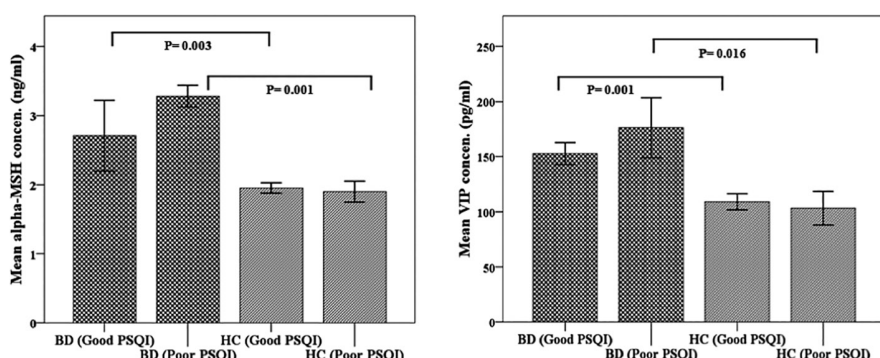 Mean alpha-MSH concen. (ng/ml)
4
3
2
1
0
P= 0.003
P= 0.001
BD (Good PSQI)
BD (Poor PSQI)
HC (Good PSQI)
HC (Poor PSQI)
Mean VIP concen. (pg/ml)
250
200
150
100
50
0
P= 0.016
P= 0.001
BD (Good PSQI)
BD (Poor PSQI)
HC (Good PSQI)
HC (Poor PSQI)